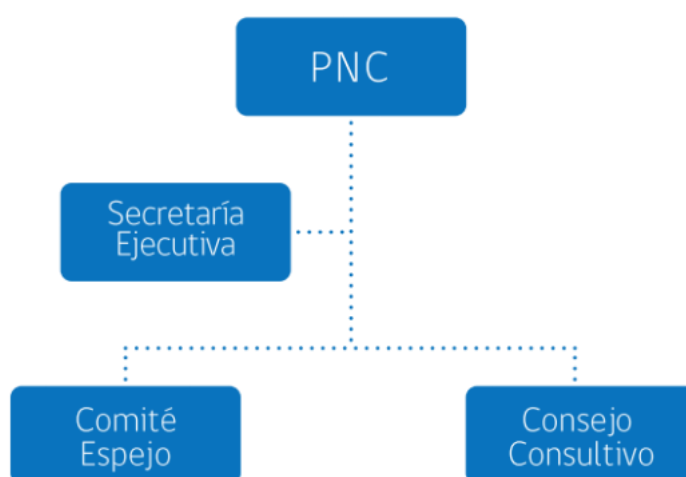 PNC
Secretaría
Ejecutiva
Comité
Espejo
Consejo
Consultivo